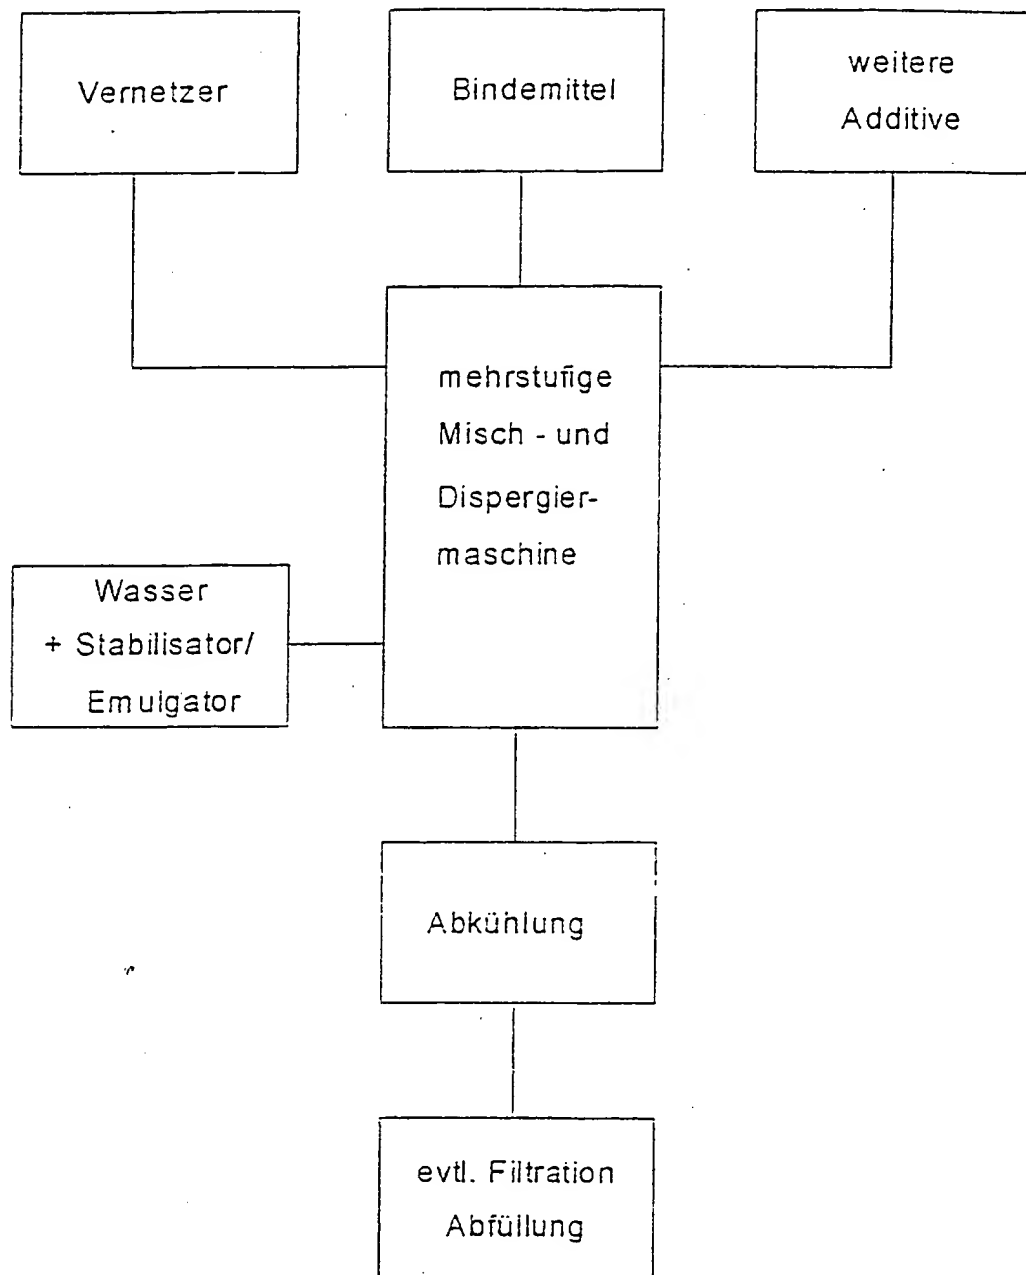 Vernetzer
Bindemittel
weitere
Additive
mehrstufige
Misch - und
Dispergier-
maschine
Wasser
+ Stabilisator/
Emulgator
Abkühlung
evtl. Filtration
Abfüllung